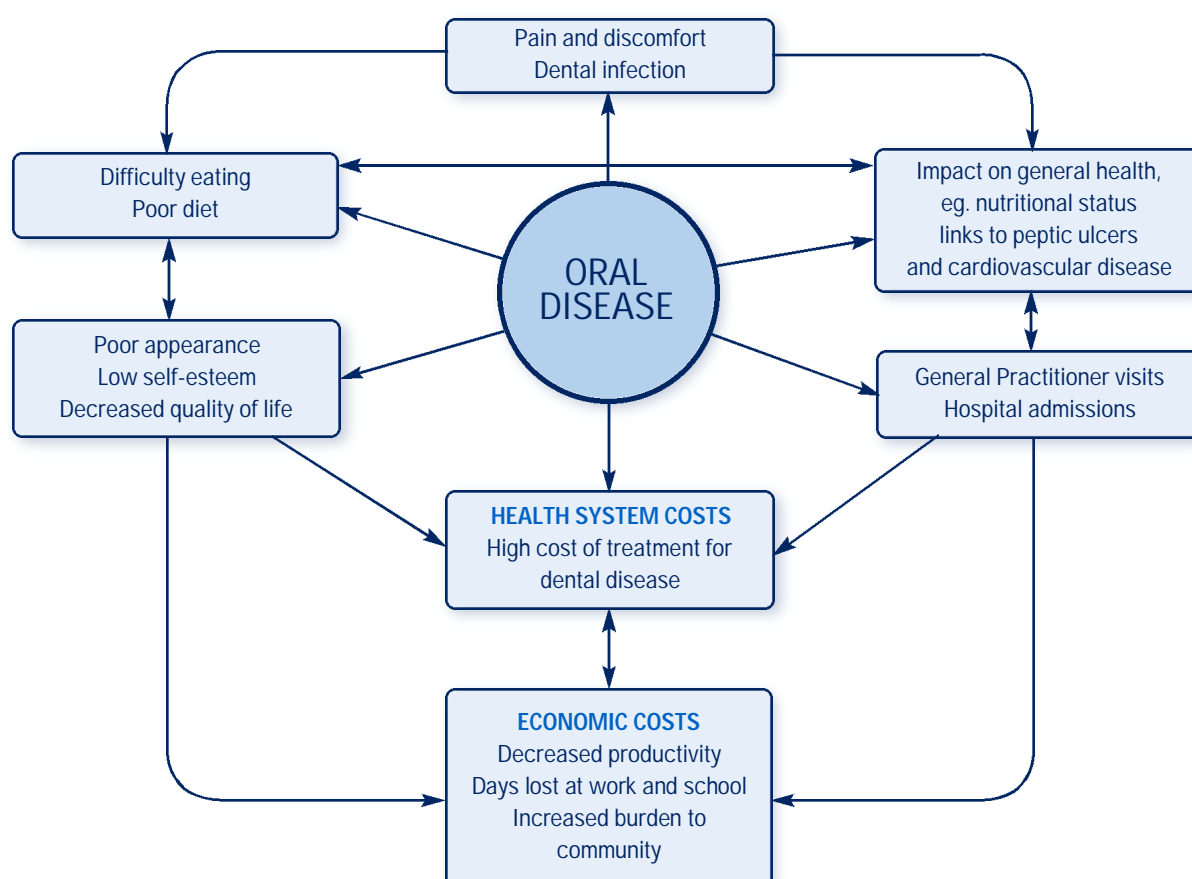 Pain and discomfort
Dental infection
Difficulty eating
Poor diet
Impact on general health,
eg. nutritional status
links to peptic ulcers
and cardiovascular disease
ORAL
DISEASE
Poor appearance
Low self-esteem
Decreased quality of life
General Practitioner visits
Hospital admissions
HEALTH SYSTEM COSTS
High cost of treatment for
dental disease
ECONOMIC COSTS
Decreased productivity
Days lost at work and school
Increased burden to
community